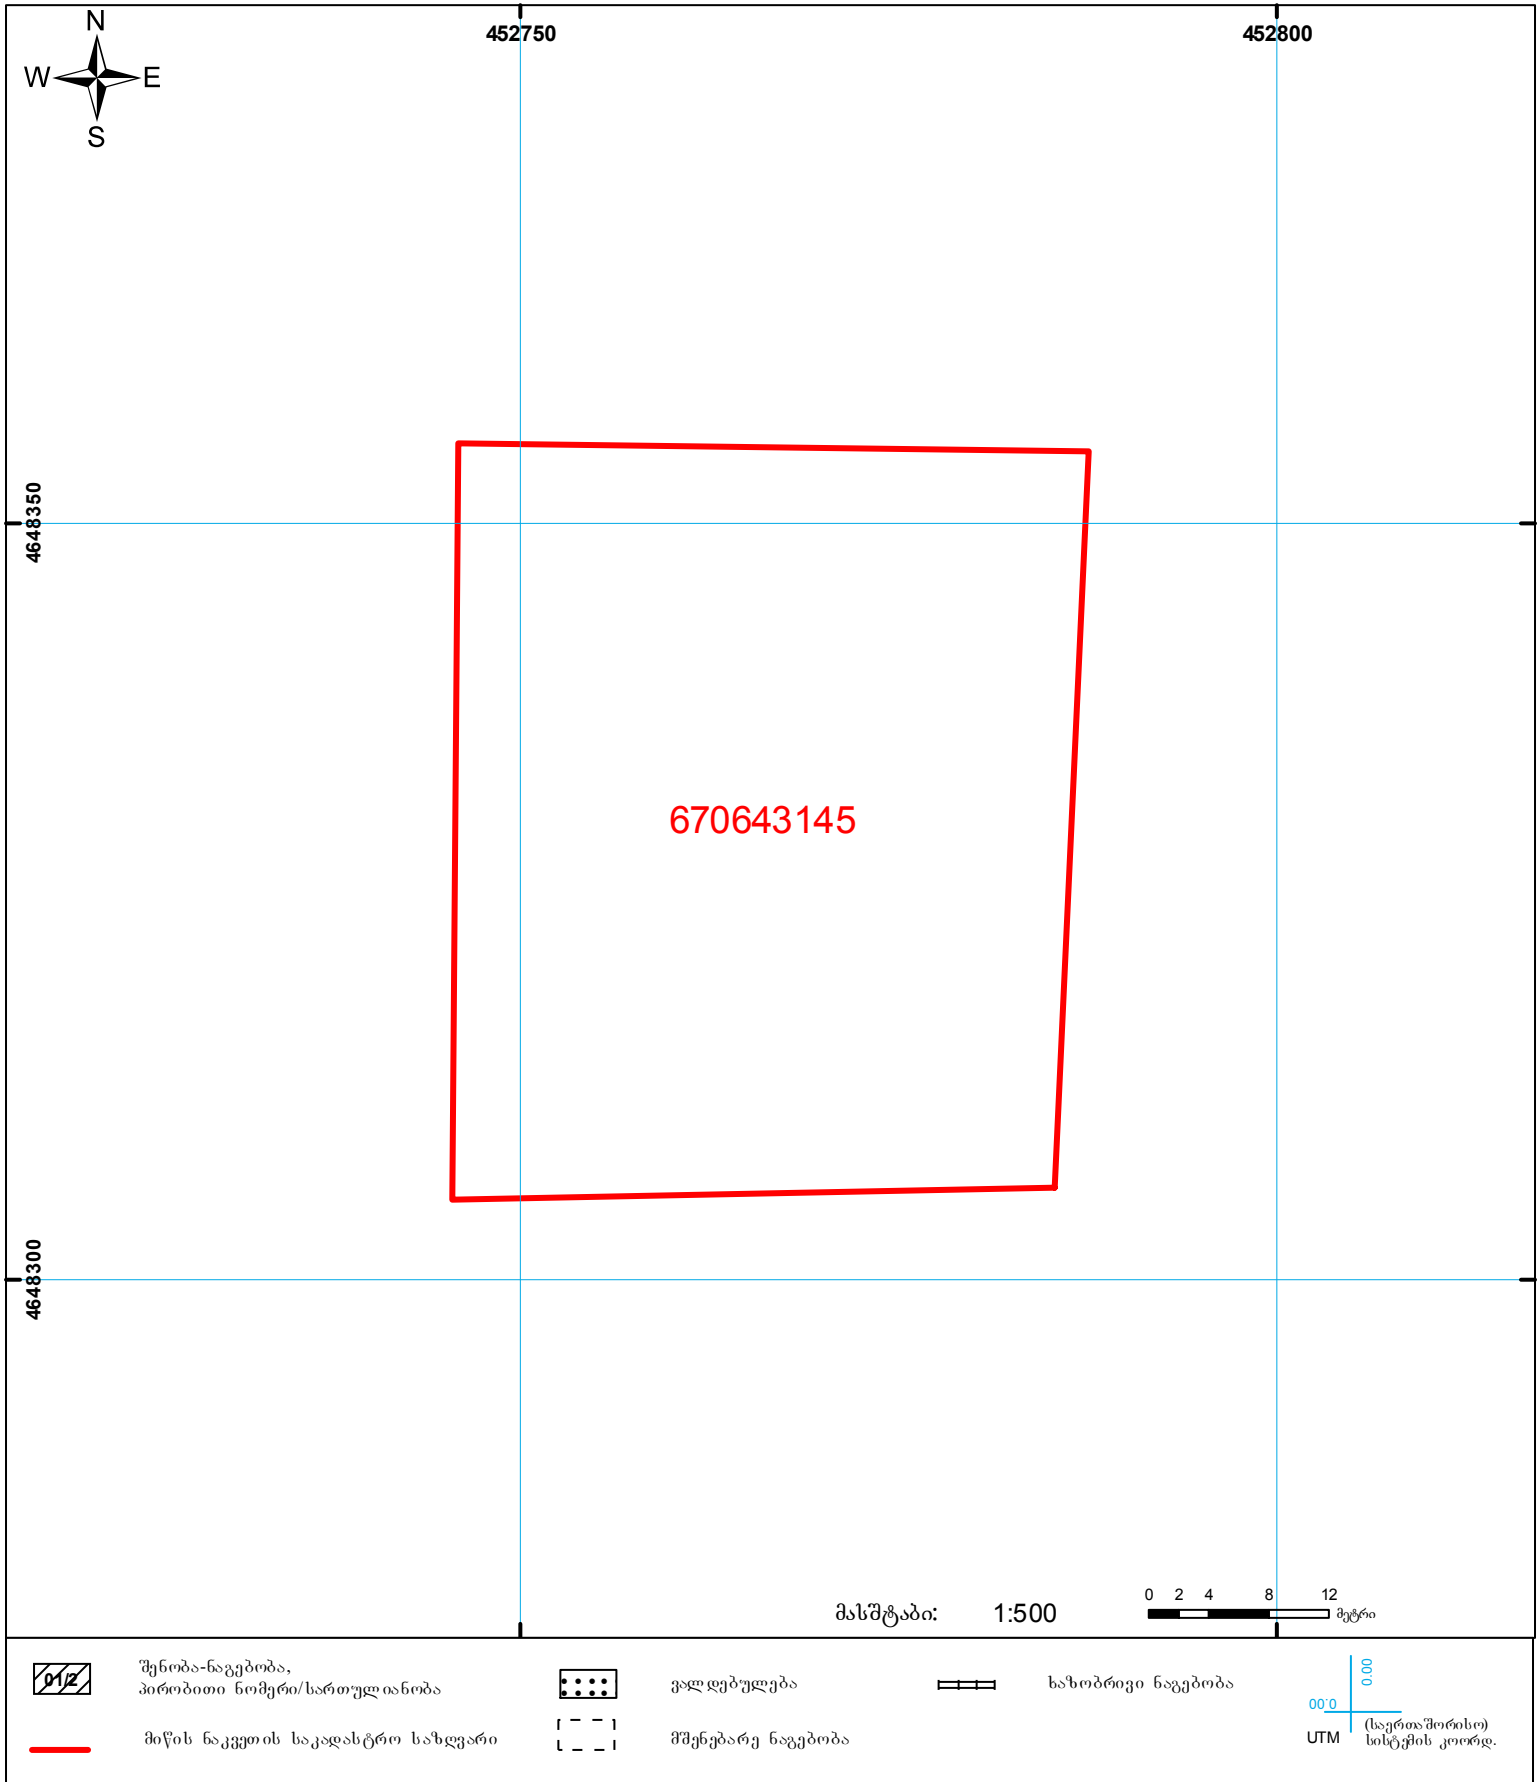 N
W E
S
452750 452800
4648350
670643145
4648300
მასშტაბი: 1:500
0 2 4 8 12
მეტრი
01/2
შენობა-ნაგებობა,
პირობითი ნომერი/სართულიანობა
ვალდებულება
ხაზობრივი ნაგებობა
მიწის ნაკვეთის საკადასტრო საზღვარი
მშენებარე ნაგებობა
00.0
00.0
UTM
(საერთაშორისო)
სისტემის კოორდ.